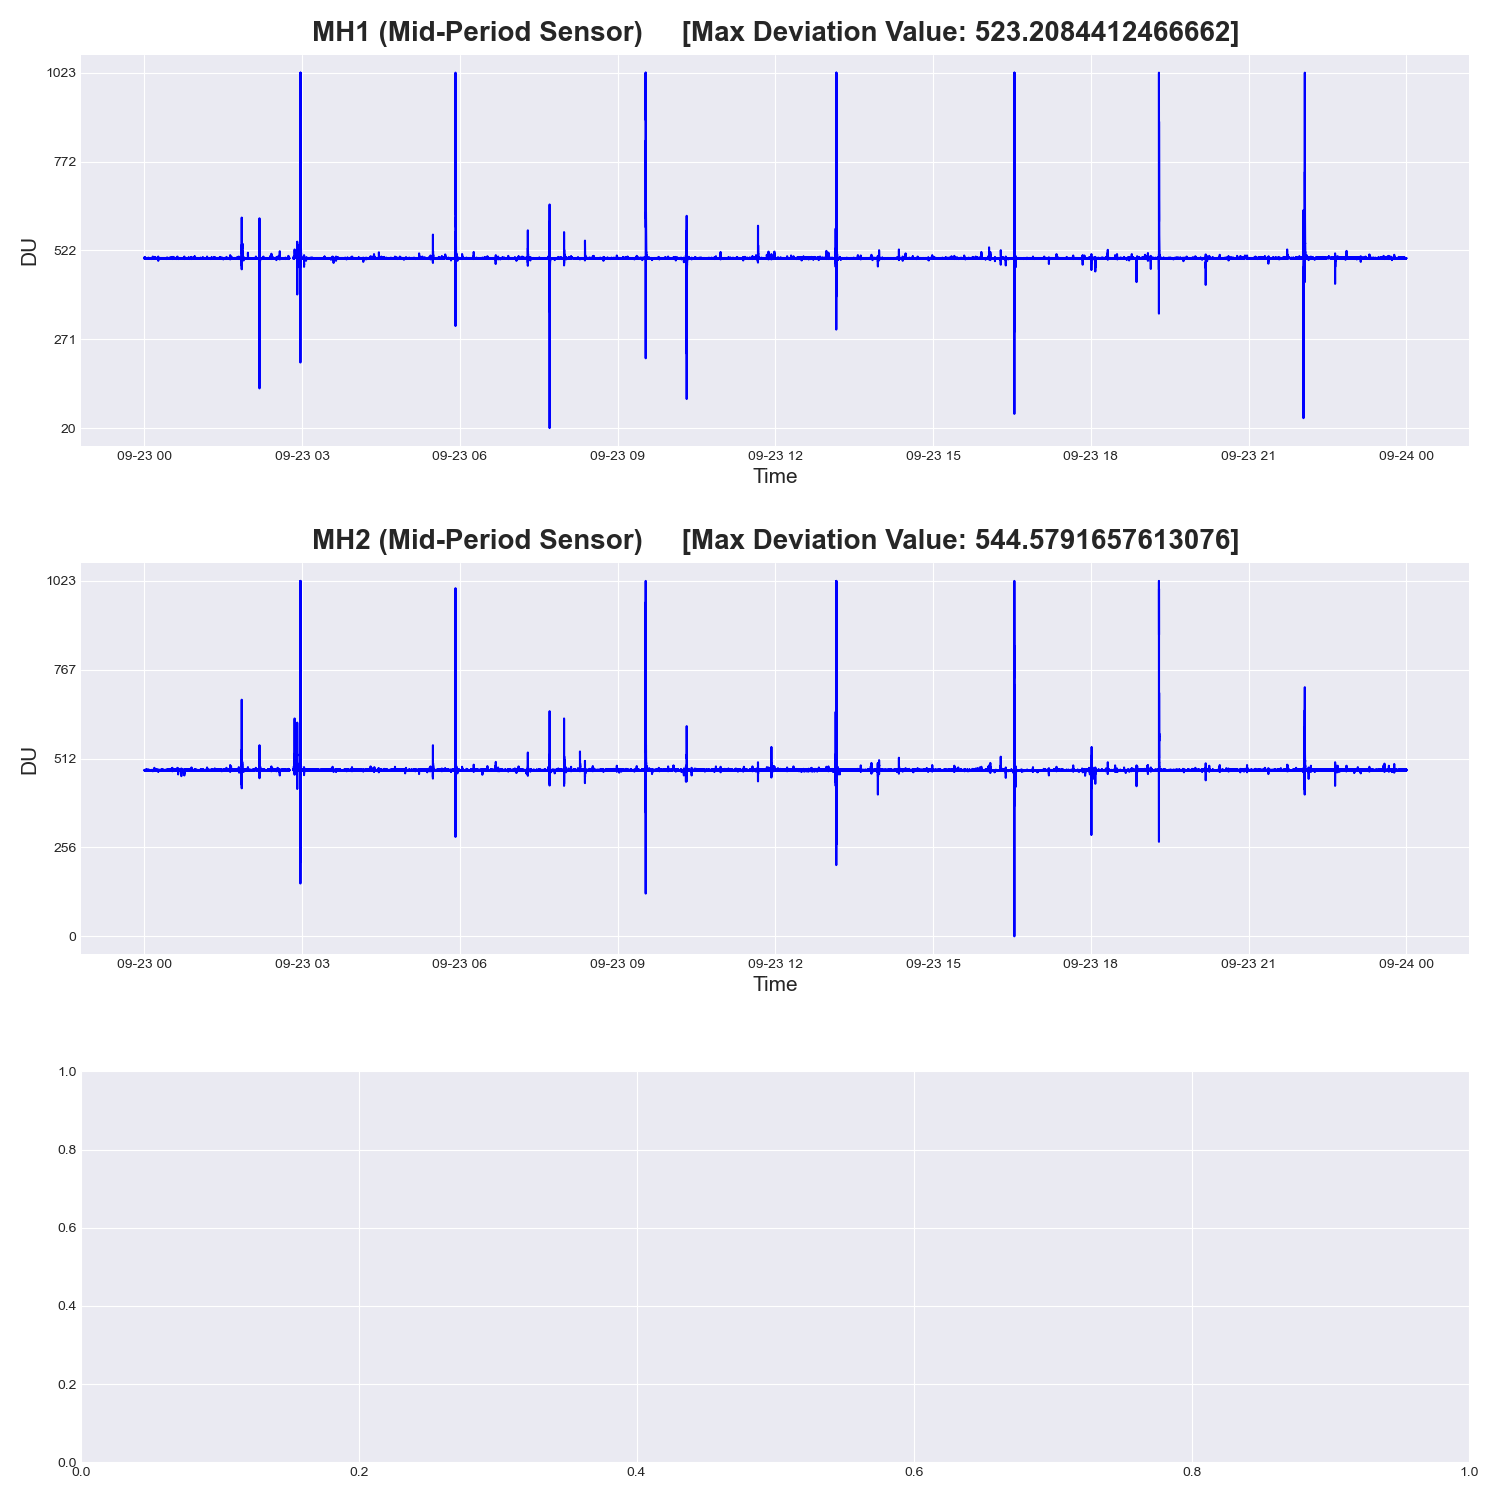 MH1 (Mid-Period Sensor) [Max Deviation Value: 523.2084412466662]
1023
772
522
271
20
DU
09-23 00 09-23 03 09-23 06 09-23 09 09-23 12 09-23 15 09-23 18 09-23 21 09-24 00
Time
MH2 (Mid-Period Sensor) [Max Deviation Value: 544.5791657613076]
1023
767
512
256
0
DU
09-23 00 09-23 03 09-23 06 09-23 09 09-23 12 09-23 15 09-23 18 09-23 21 09-24 00
Time
1.0
0.8
0.6
0.4
0.2
0.0
0.0 0.2 0.4 0.6 0.8 1.0